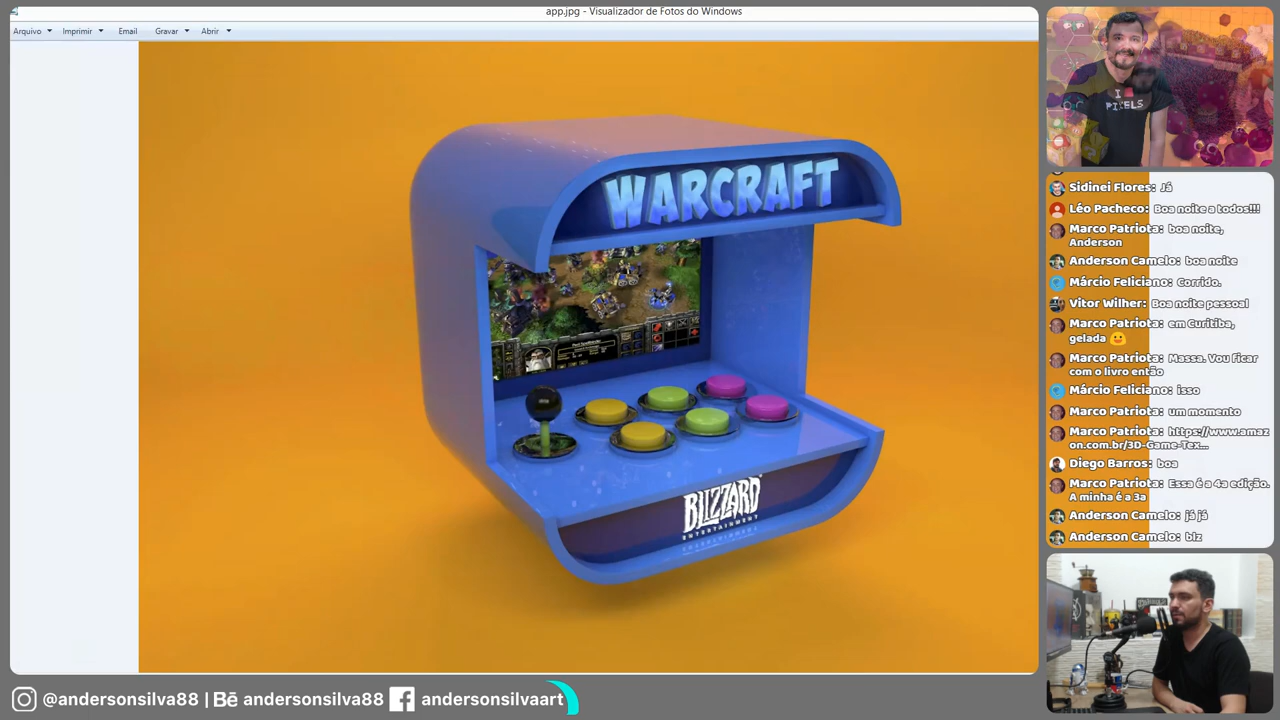 app.jpg - Visualizador de Fotos do Windows
Arquivo
Imprimir
Email
Gravar
Abrir
WARCRAFT
BLIZZARD
ENTERTAINMENT
I
PIXELS
Sidinei Flores: Já
Léo Pacheco: Boa noite a todos!!!
Marco Patriota: boa noite,
Anderson
Anderson Camelo: boa noite
Márcio Feliciano: Corrido.
Vitor Wilher: Boa noite pessoal
Marco Patriota: em Curitiba,
gelada 🙂
Marco Patriota: Massa. Vou ficar
com o livro então
Márcio Feliciano: isso
Marco Patriota: um momento
Marco Patriota: https://www.amaz
on.com.br/3D-Game-Tex...
Diego Barros: boa
Marco Patriota: Essa é a 4a edição.
A minha é a 3a
Anderson Camelo: já já
Anderson Camelo: blz
@andersonsilva88 | Bē andersonsilva88 andersonsilvaart